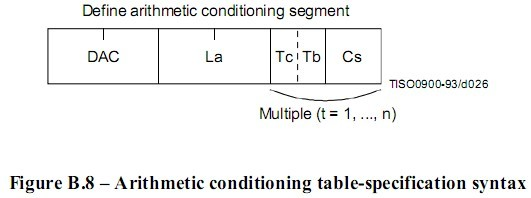 Define arithmetic conditioning segment
DAC La Tc Tb Cs
TISO0900-93/d026
Multiple (t = 1, ..., n)
Figure B.8 – Arithmetic conditioning table-specification syntax